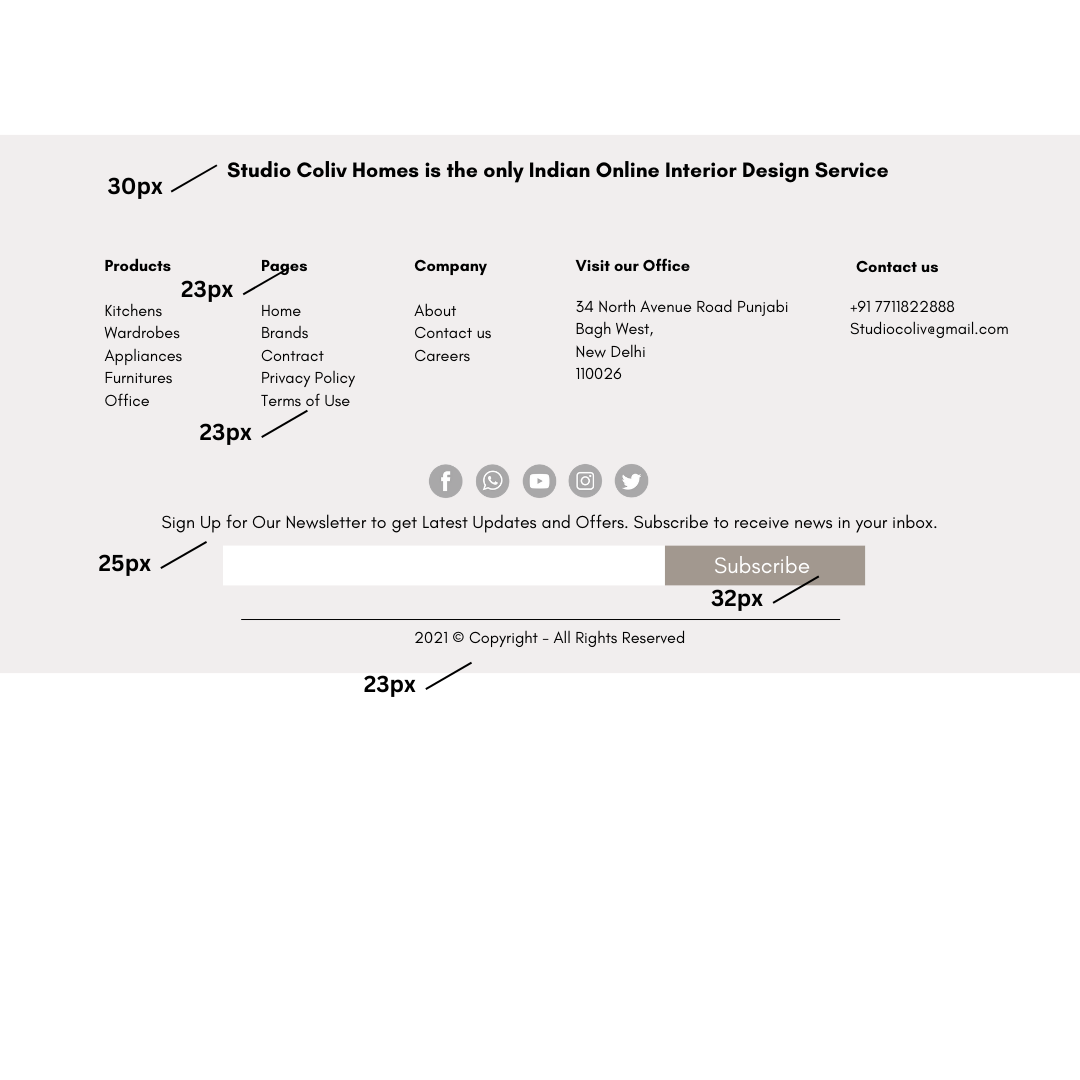 Studio Coliv Homes is the only Indian Online Interior Design Service
30px
Products
Pages
Company
Visit our Office
Contact us
23px
Kitchens
Wardrobes
Appliances
Furnitures
Office
Home
Brands
Contract
Privacy Policy
Terms of Use
23px
About
Contact us
Careers
34 North Avenue Road Punjabi
Bagh West,
New Delhi
110026
+91 7711822888
Studiocoliv@gmail.com
Sign Up for Our Newsletter to get Latest Updates and Offers. Subscribe to receive news in your inbox.
25px
Subscribe
32px
2021 © Copyright - All Rights Reserved
23px